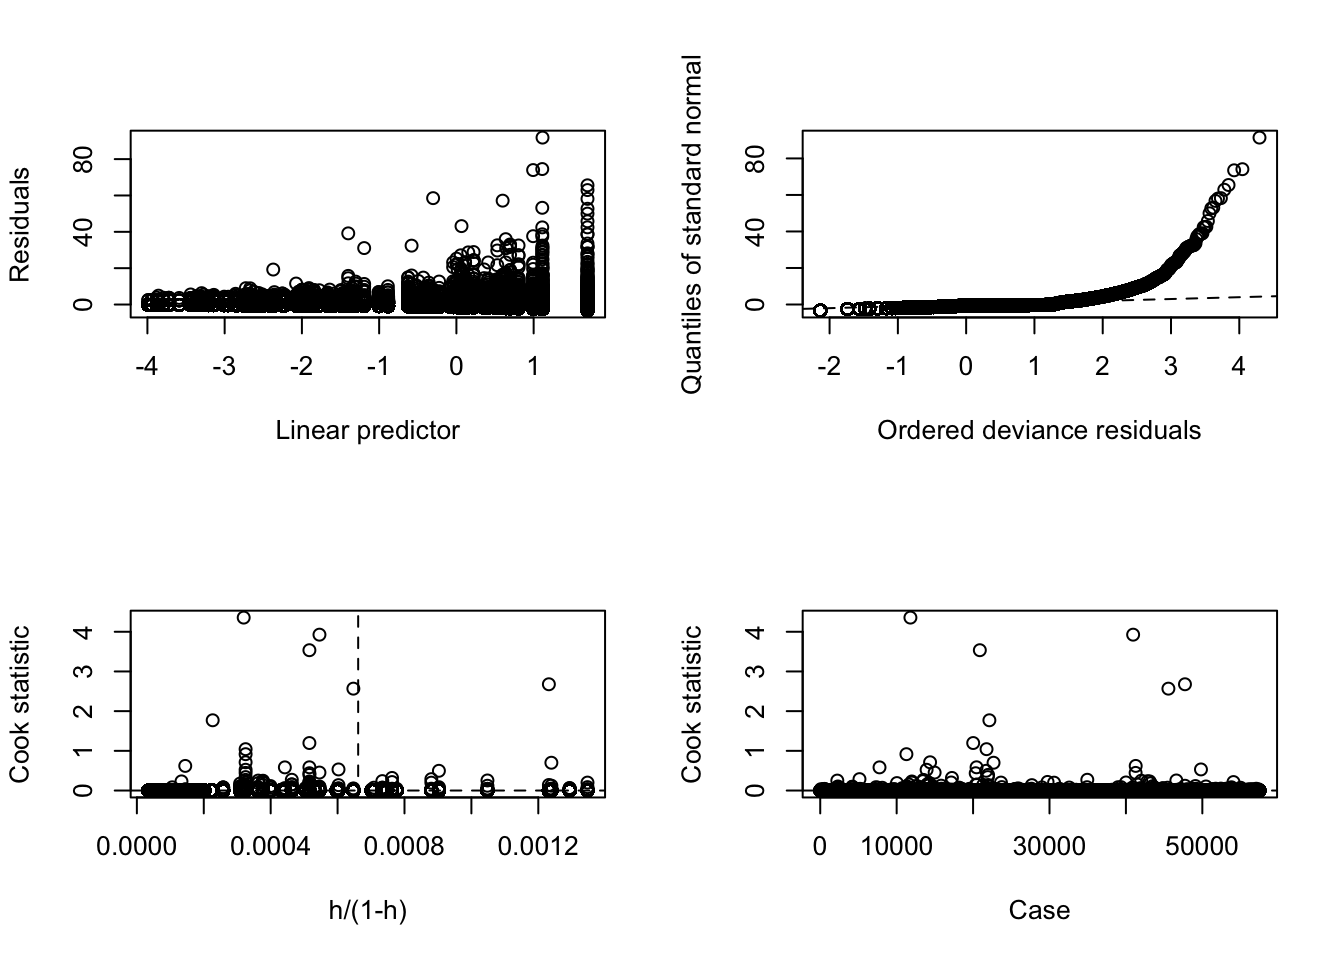 Residuals
80
40
0
-4 -3 -2 -1 0 1
Linear predictor
Quantiles of standard normal
80
40
0
-2 -1 0 1 2 3 4
Ordered deviance residuals
Cook statistic
4
3
2
1
0
0.0000 0.0004 0.0008 0.0012
h/(1-h)
Cook statistic
4
3
2
1
0
0 10000 30000 50000
Case